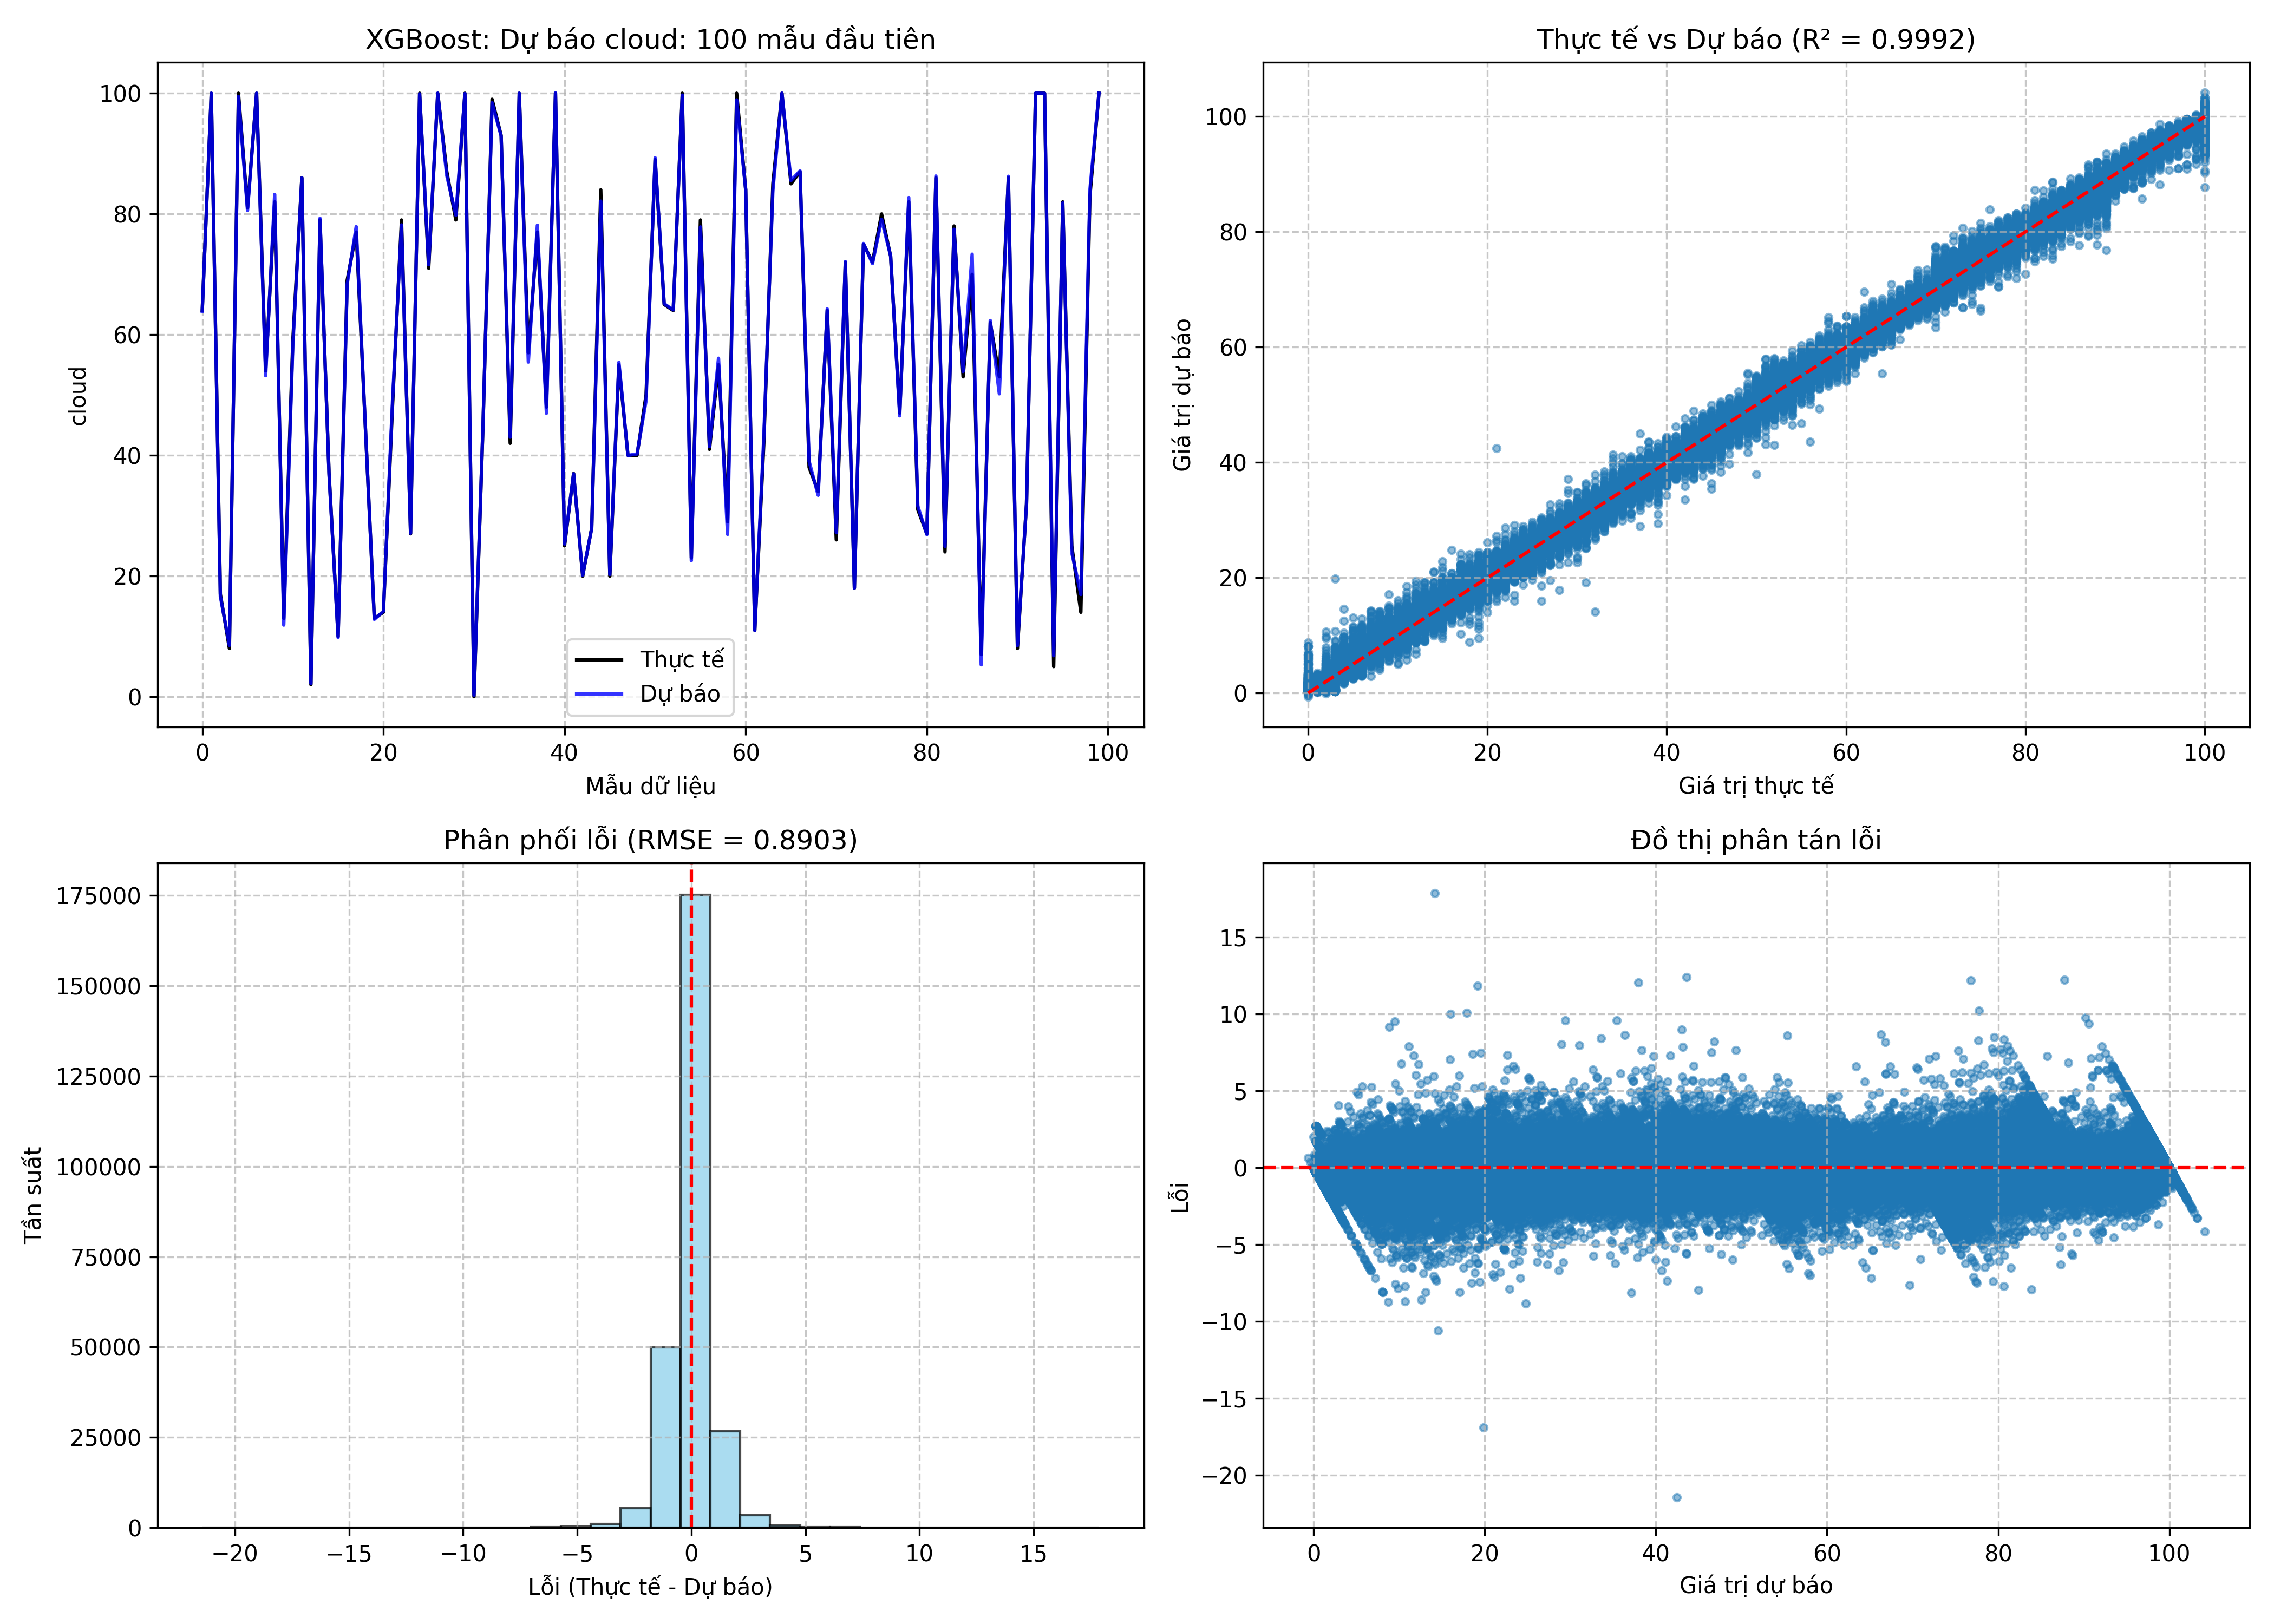 XGBoost: Dự báo cloud: 100 mẫu đầu tiên
cloud
100
80
60
40
20
0
Thực tế
Dự báo
0 20 40 60 80 100
Mẫu dữ liệu
Thực tế vs Dự báo (R² = 0.9992)
Giá trị dự báo
100
80
60
40
20
0
0 20 40 60 80 100
Giá trị thực tế
Phân phối lỗi (RMSE = 0.8903)
Tần suất
175000
150000
125000
100000
75000
50000
25000
0
−20 −15 −10 −5 0 5 10 15
Lỗi (Thực tế - Dự báo)
Đồ thị phân tán lỗi
Lỗi
15
10
5
0
−5
−10
−15
−20
0 20 40 60 80 100
Giá trị dự báo